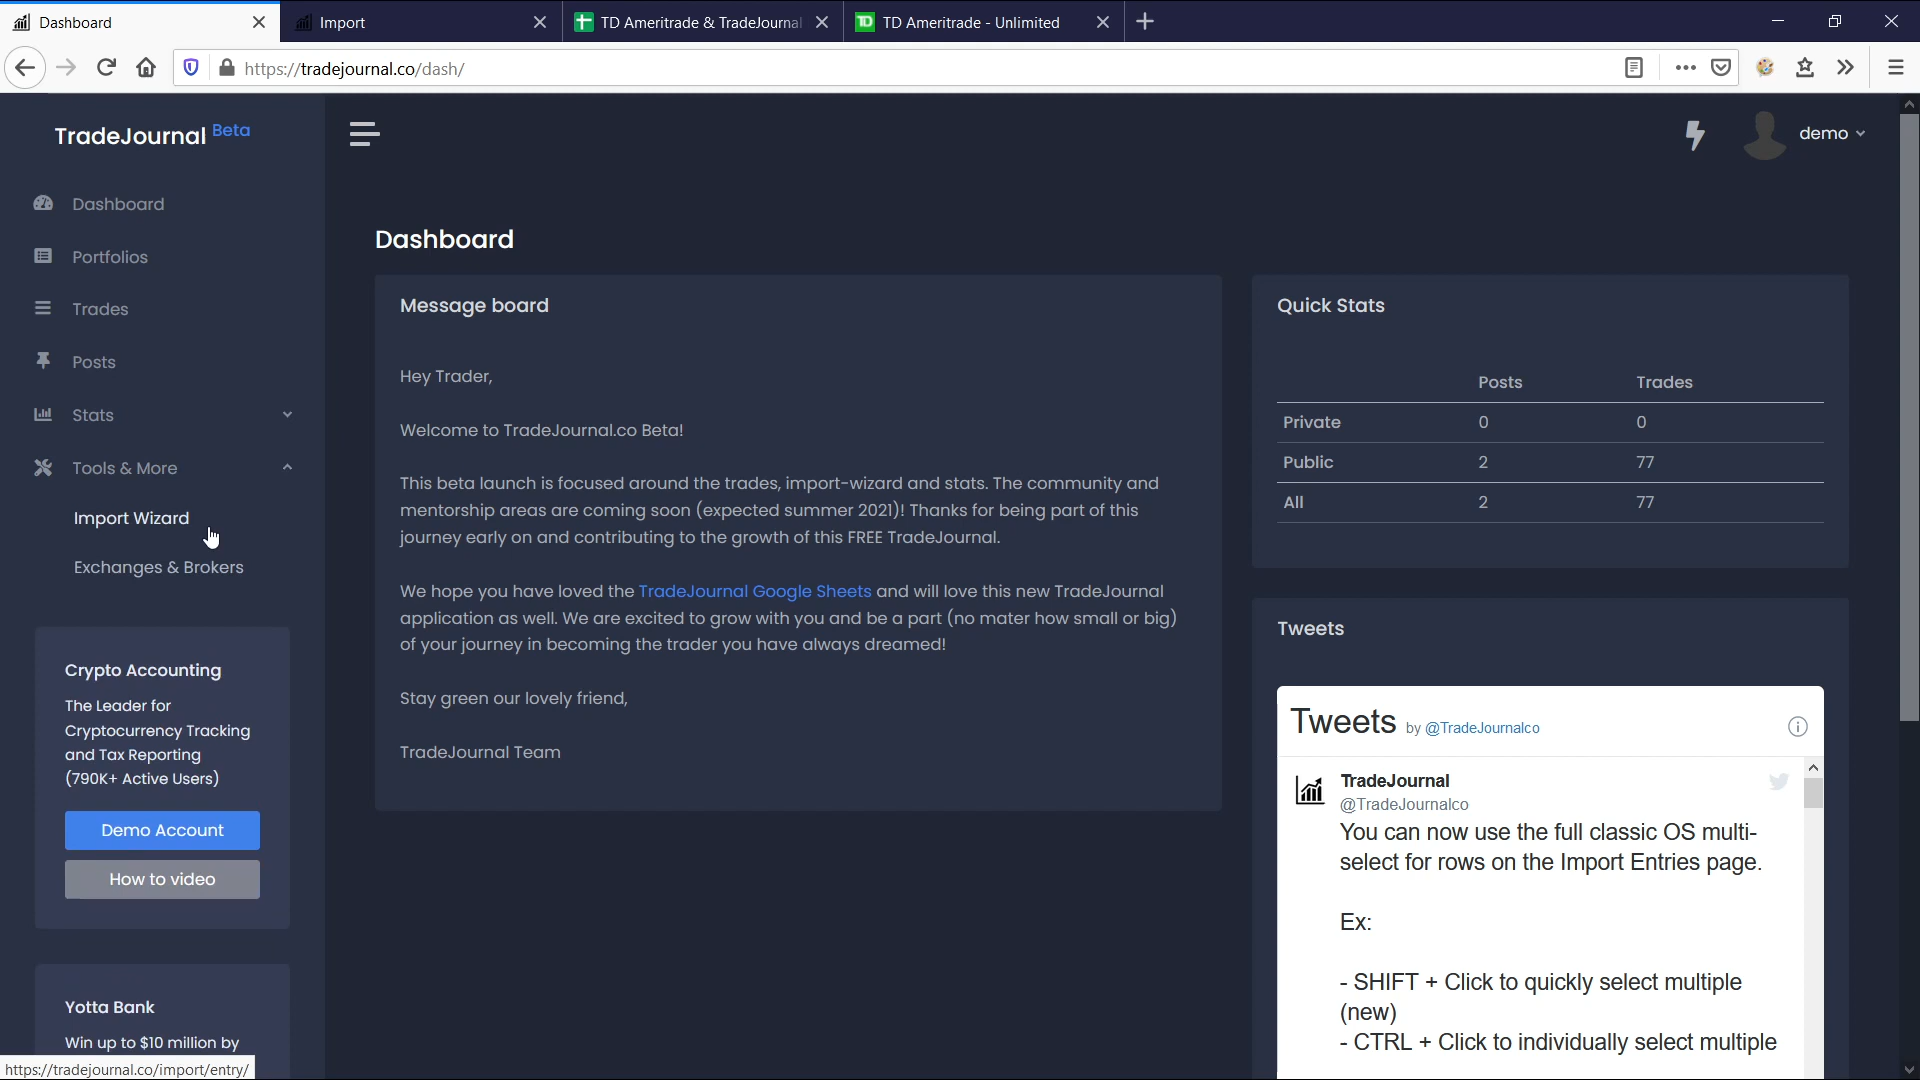 Dashboard
Import
TD Ameritrade & TradeJournal
TD Ameritrade - Unlimited
https://tradejournal.co/dash/
TradeJournal Beta
demo
Dashboard
Portfolios
Trades
Posts
Stats
Tools & More
Import Wizard
Exchanges & Brokers
Crypto Accounting
The Leader for
Cryptocurrency Tracking
and Tax Reporting
(790K+ Active Users)
Demo Account
How to video
Yotta Bank
Win up to $10 million by
https://tradejournal.co/import/entry/
Dashboard
Message board
Hey Trader,
Welcome to TradeJournal.co Beta!
This beta launch is focused around the trades, import-wizard and stats. The community and
mentorship areas are coming soon (expected summer 2021)! Thanks for being part of this
journey early on and contributing to the growth of this FREE TradeJournal.
We hope you have loved the TradeJournal Google Sheets and will love this new TradeJournal
application as well. We are excited to grow with you and be a part (no mater how small or big)
of your journey in becoming the trader you have always dreamed!
Stay green our lovely friend,
TradeJournal Team
Quick Stats
Posts Trades
Private 0 0
Public 2 77
All 2 77
Tweets
Tweets by @TradeJournalco
TradeJournal
@TradeJournalco
You can now use the full classic OS multi-
select for rows on the Import Entries page.
Ex:
- SHIFT + Click to quickly select multiple
(new)
- CTRL + Click to individually select multiple